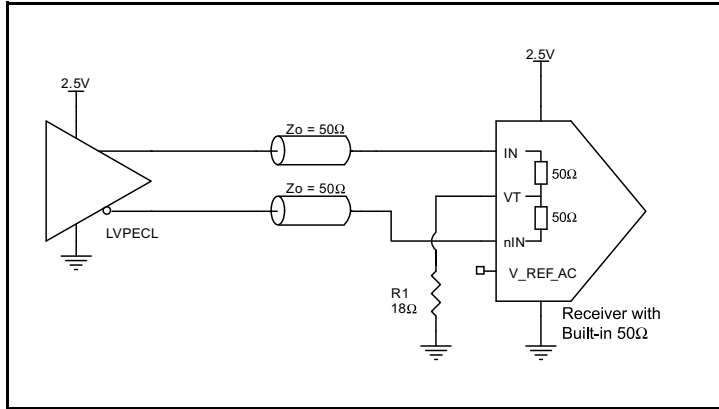 2.5V
2.5V
Zo = 50Ω
IN
50Ω
VT
Zo = 50Ω
50Ω
nIN
LVPECL
V_REF_AC
R1
18Ω
Receiver with
Built-in 50Ω